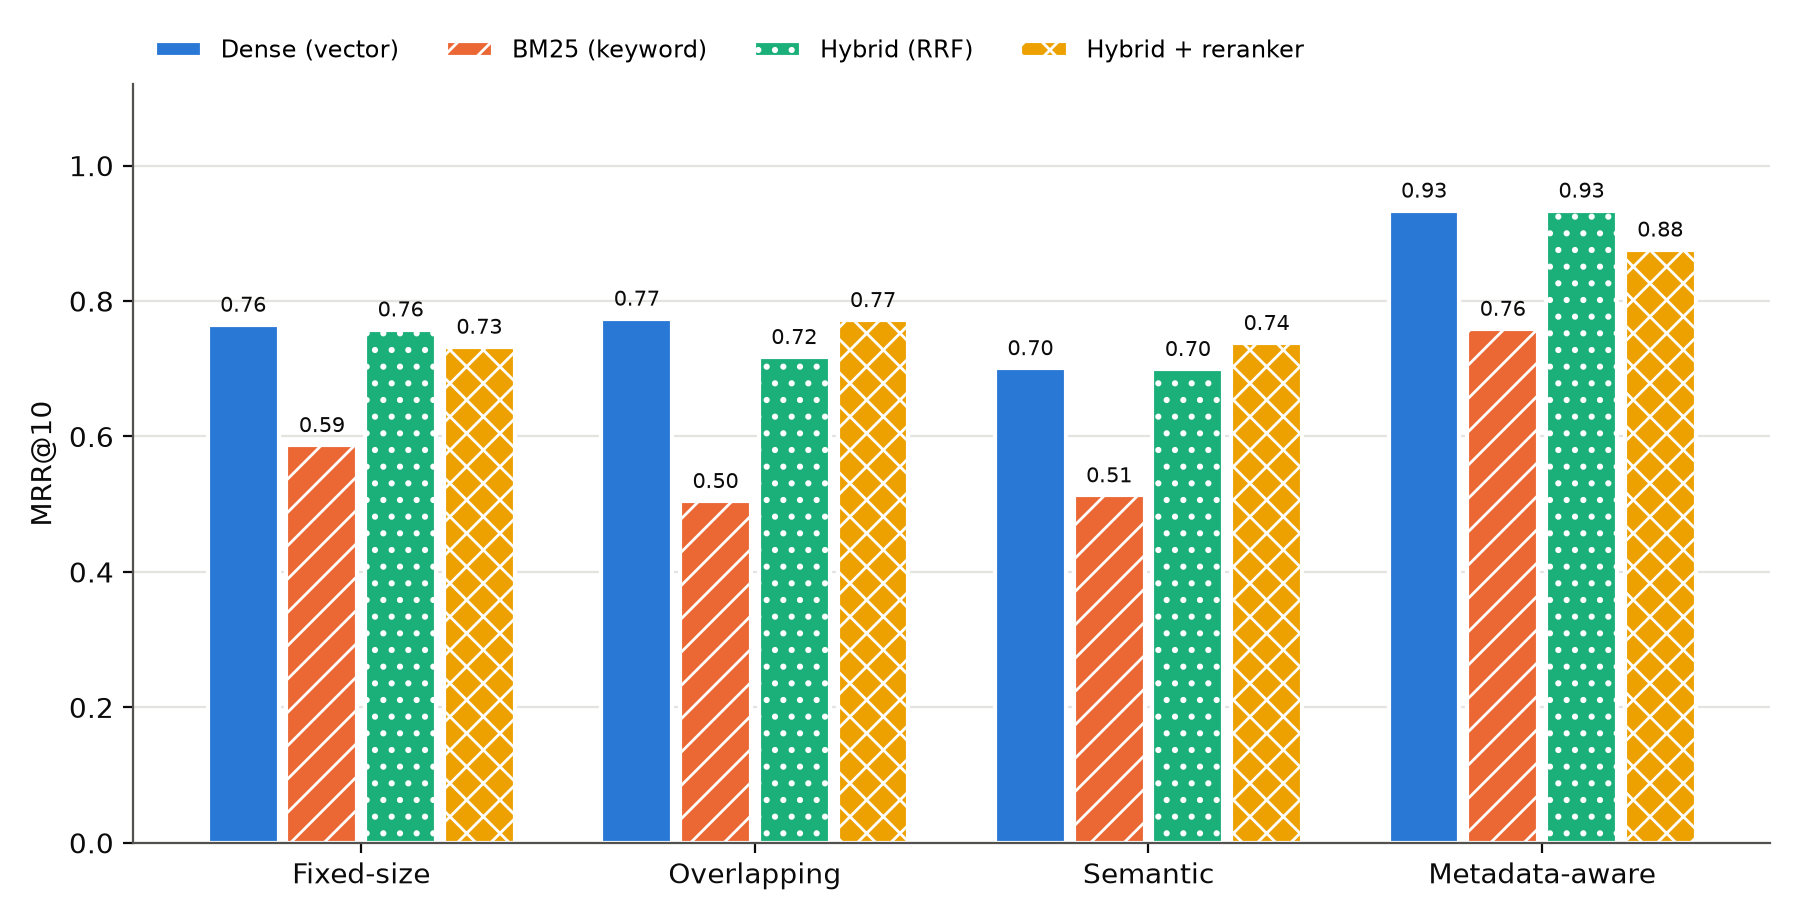 Dense (vector) BM25 (keyword) Hybrid (RRF) Hybrid + reranker
MRR@10
1.0
0.8
0.6
0.4
0.2
0.0
0.76 0.59 0.76 0.73
0.77 0.50 0.72 0.77
0.70 0.51 0.70 0.74
0.93 0.76 0.93 0.88
Fixed-size Overlapping Semantic Metadata-aware